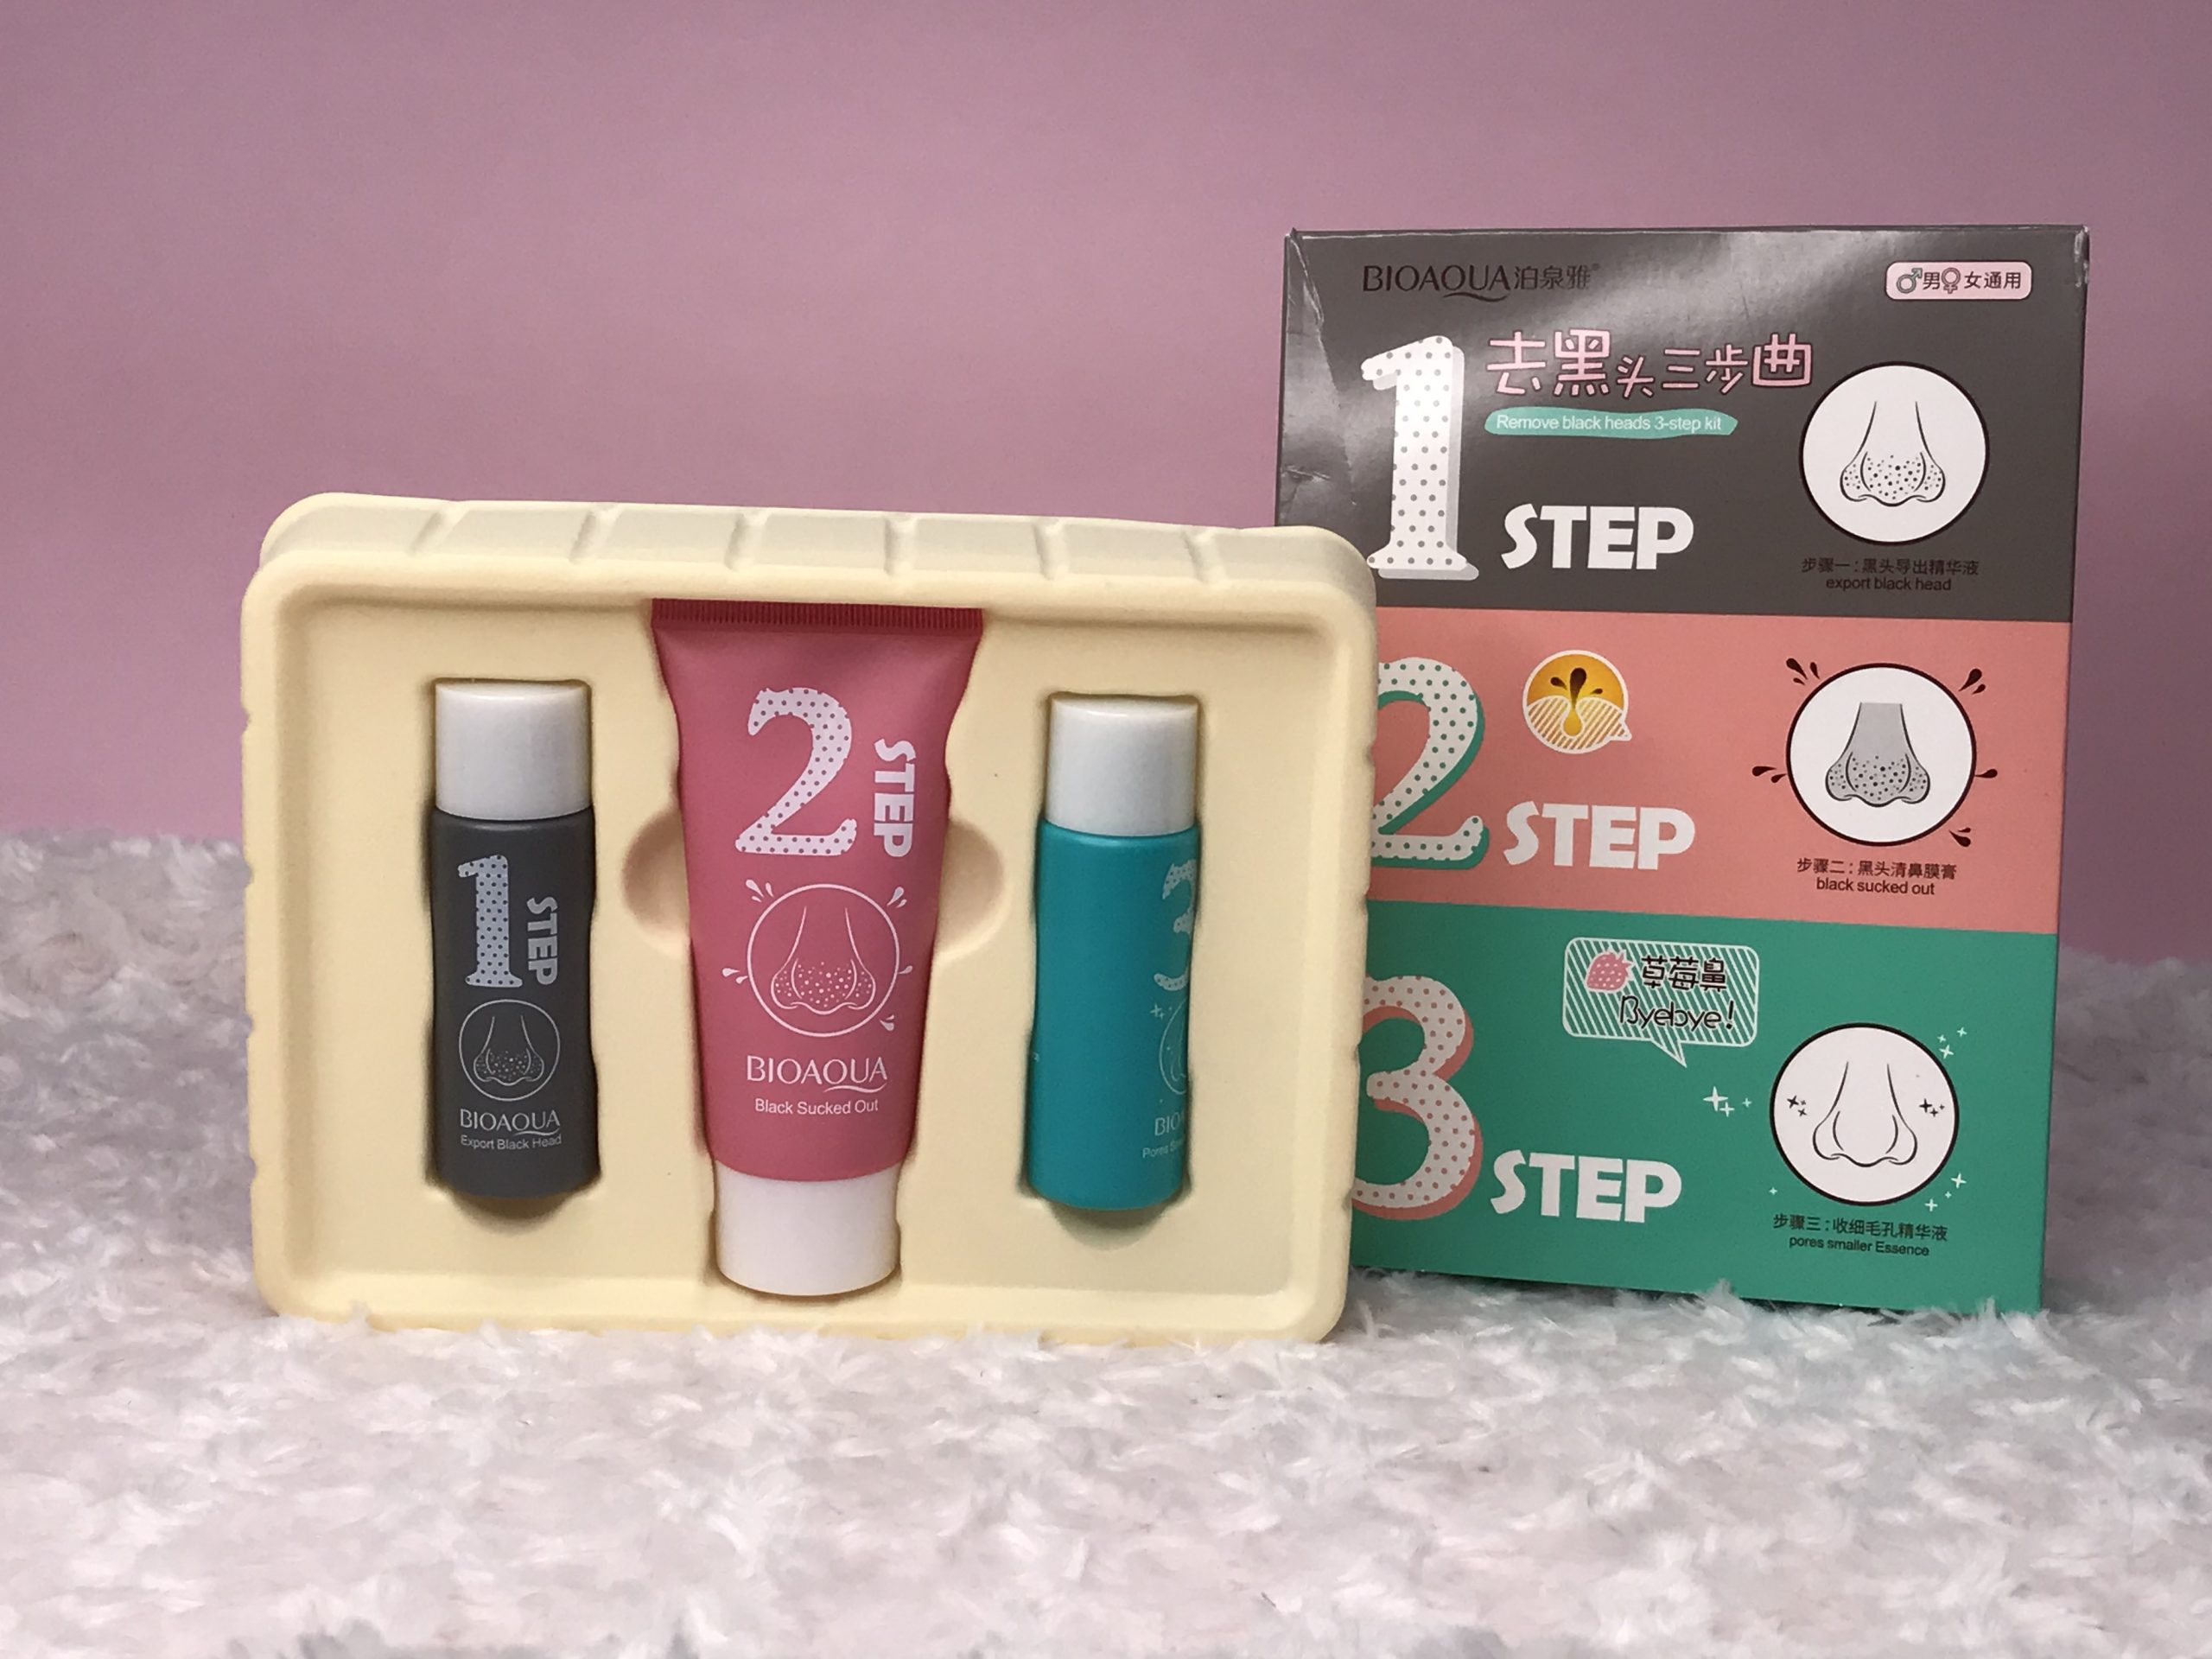 1
STEP
BIOAQUA
Export Black Head
2
STEP
BIOAQUA
Black Sucked Out
3
BIOA
Pores
BIOAQUA泊泉雅®
♂男♀女通用
1
去黑头三步曲
Remove black heads 3-step kit
STEP
步骤一：黑头导出精华液
export black head
2
STEP
步骤二：黑头清鼻膜膏
black sucked out
3
草莓鼻
Byebye!
STEP
步骤三：收细毛孔精华液
pores smaller Essence